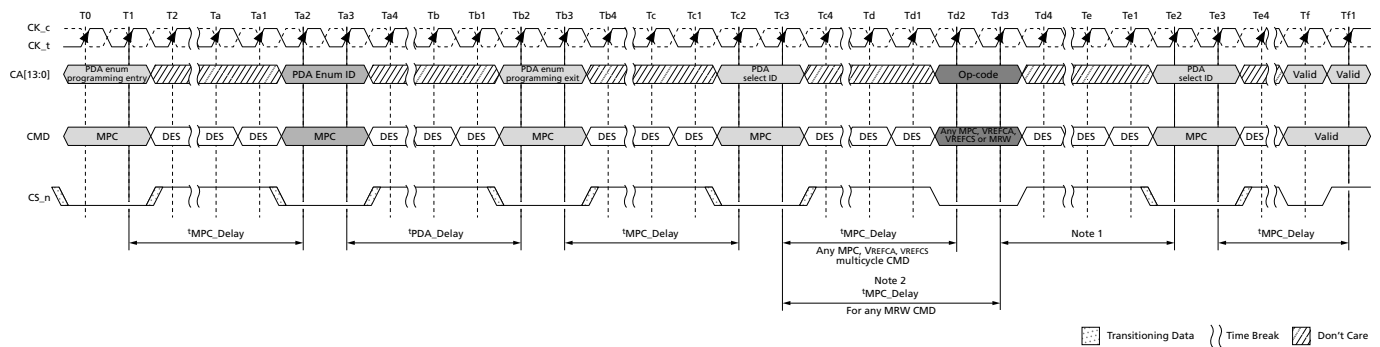 T0 T1 T2 Ta Ta1 Ta2 Ta3 Ta4 Tb Tb1 Tb2 Tb3 Tb4 Tc Tc1 Tc2 Tc3 Tc4 Td Td1 Td2 Td3 Td4 Te Te1 Te2 Te3 Te4 Tf Tf1
CK_c
CK_t
CA[13:0] PDA enum programming entry PDA Enum ID PDA enum programming exit PDA select ID Op-code PDA select ID Valid Valid
CMD MPC DES DES DES MPC DES DES DES MPC DES DES DES MPC DES DES DES Any MPC, VREFCA, VREFCS or MRW DES DES DES MPC DES Valid
CS_n
tMPC_Delay tPDA_Delay tMPC_Delay tMPC_Delay Note 1 tMPC_Delay
Any MPC, VREFCA, VREFCS
multicycle CMD
Note 2
tMPC_Delay
For any MRW CMD
Transitioning Data Time Break Don't Care